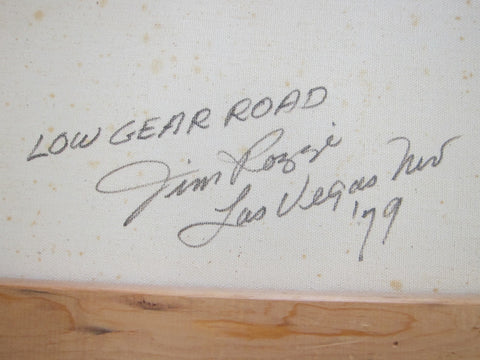 LOW GEAR ROAD
Jim Rozzi
Las Vegas Nev
'79